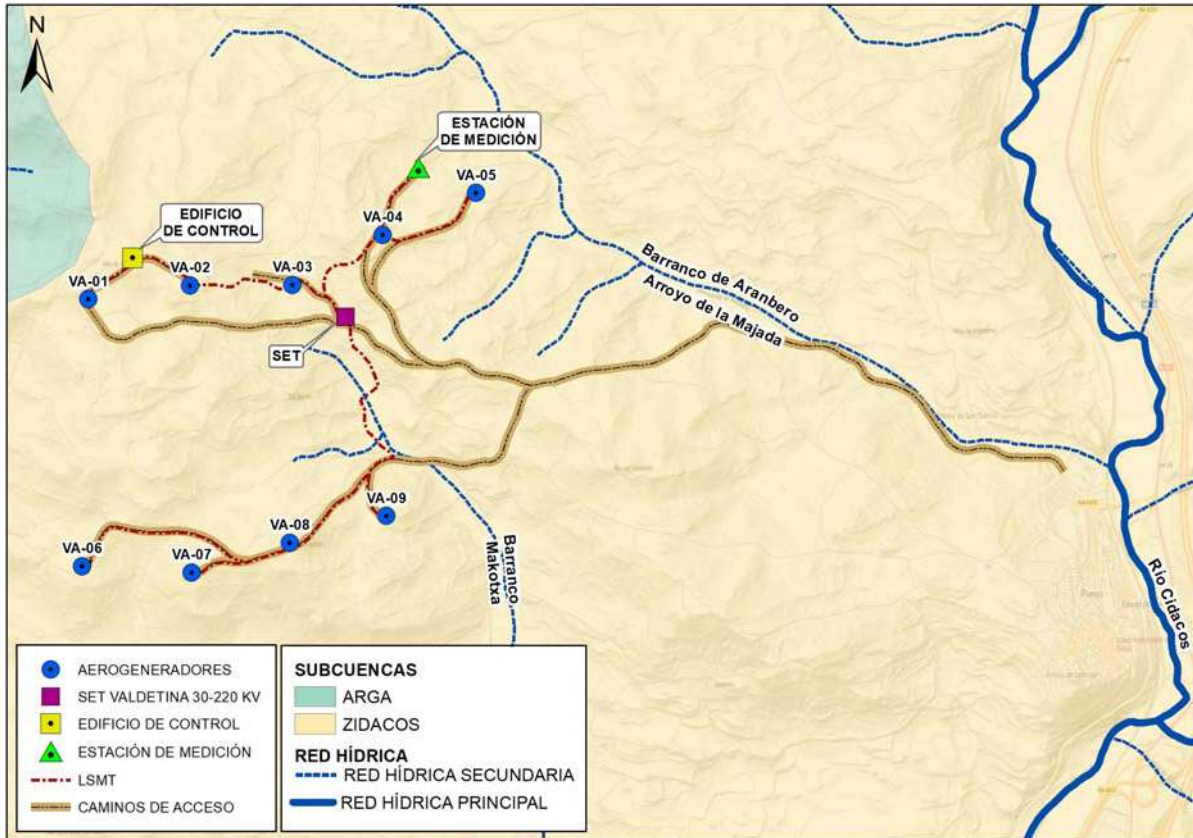 N
ESTACIÓN
DE MEDICIÓN
VA-05
EDIFICIO
DE CONTROL
VA-04
VA-01
VA-02
VA-03
SET
Barranco de Aranbero
Arroyo de la Majada
VA-09
VA-08
VA-06
VA-07
Barranco
Makotxa
Río Cidacos
AEROGENERADORES
SET VALDETINA 30-220 KV
EDIFICIO DE CONTROL
ESTACIÓN DE MEDICIÓN
LSMT
CAMINOS DE ACCESO
SUBCUENCAS
ARGA
ZIDACOS
RED HÍDRICA
RED HÍDRICA SECUNDARIA
RED HÍDRICA PRINCIPAL